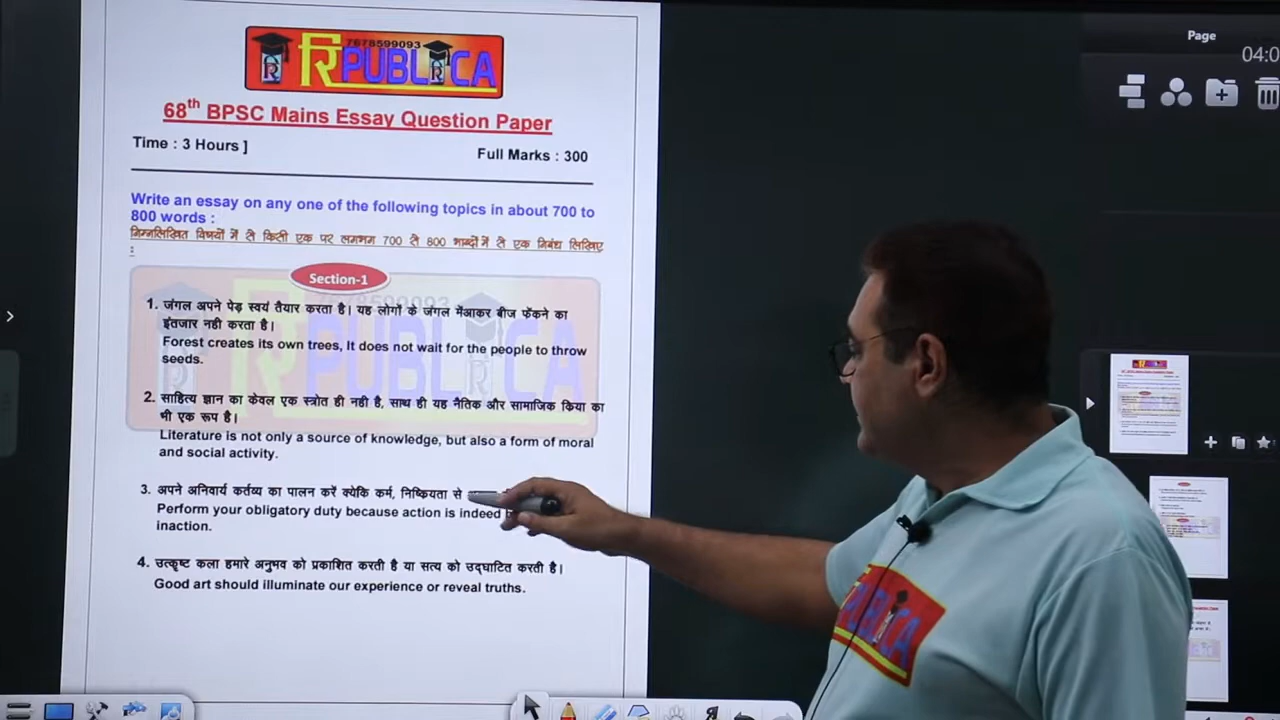 7678599093
रिPUBLICA
68th BPSC Mains Essay Question Paper
Time : 3 Hours ]
Full Marks : 300
Write an essay on any one of the following topics in about 700 to
800 words :
निम्नलिखित विषयों में से किसी एक पर लगभग 700 से 800 शब्दों में से एक निबंध लिखिए
:
Section-1
1. जंगल अपने पेड़ स्वयं तैयार करता है। यह लोगों के जंगल मेंआकर बीज फेंकने का
इंतजार नही करता है।
Forest creates its own trees, It does not wait for the people to throw
seeds.
2. साहित्य ज्ञान का केवल एक स्त्रोत ही नही है, साथ ही यह नैतिक और सामाजिक किया का
भी एक रूप है।
Literature is not only a source of knowledge, but also a form of moral
and social activity.
3. अपने अनिवार्य कर्तव्य का पालन करें क्येकि कर्म, निष्क्रियता से
Perform your obligatory duty because action is indeed
inaction.
4. उत्कृष्ट कला हमारे अनुभव को प्रकाशित करती है या सत्य को उद्घाटित करती है।
Good art should illuminate our experience or reveal truths.
Page
04:0